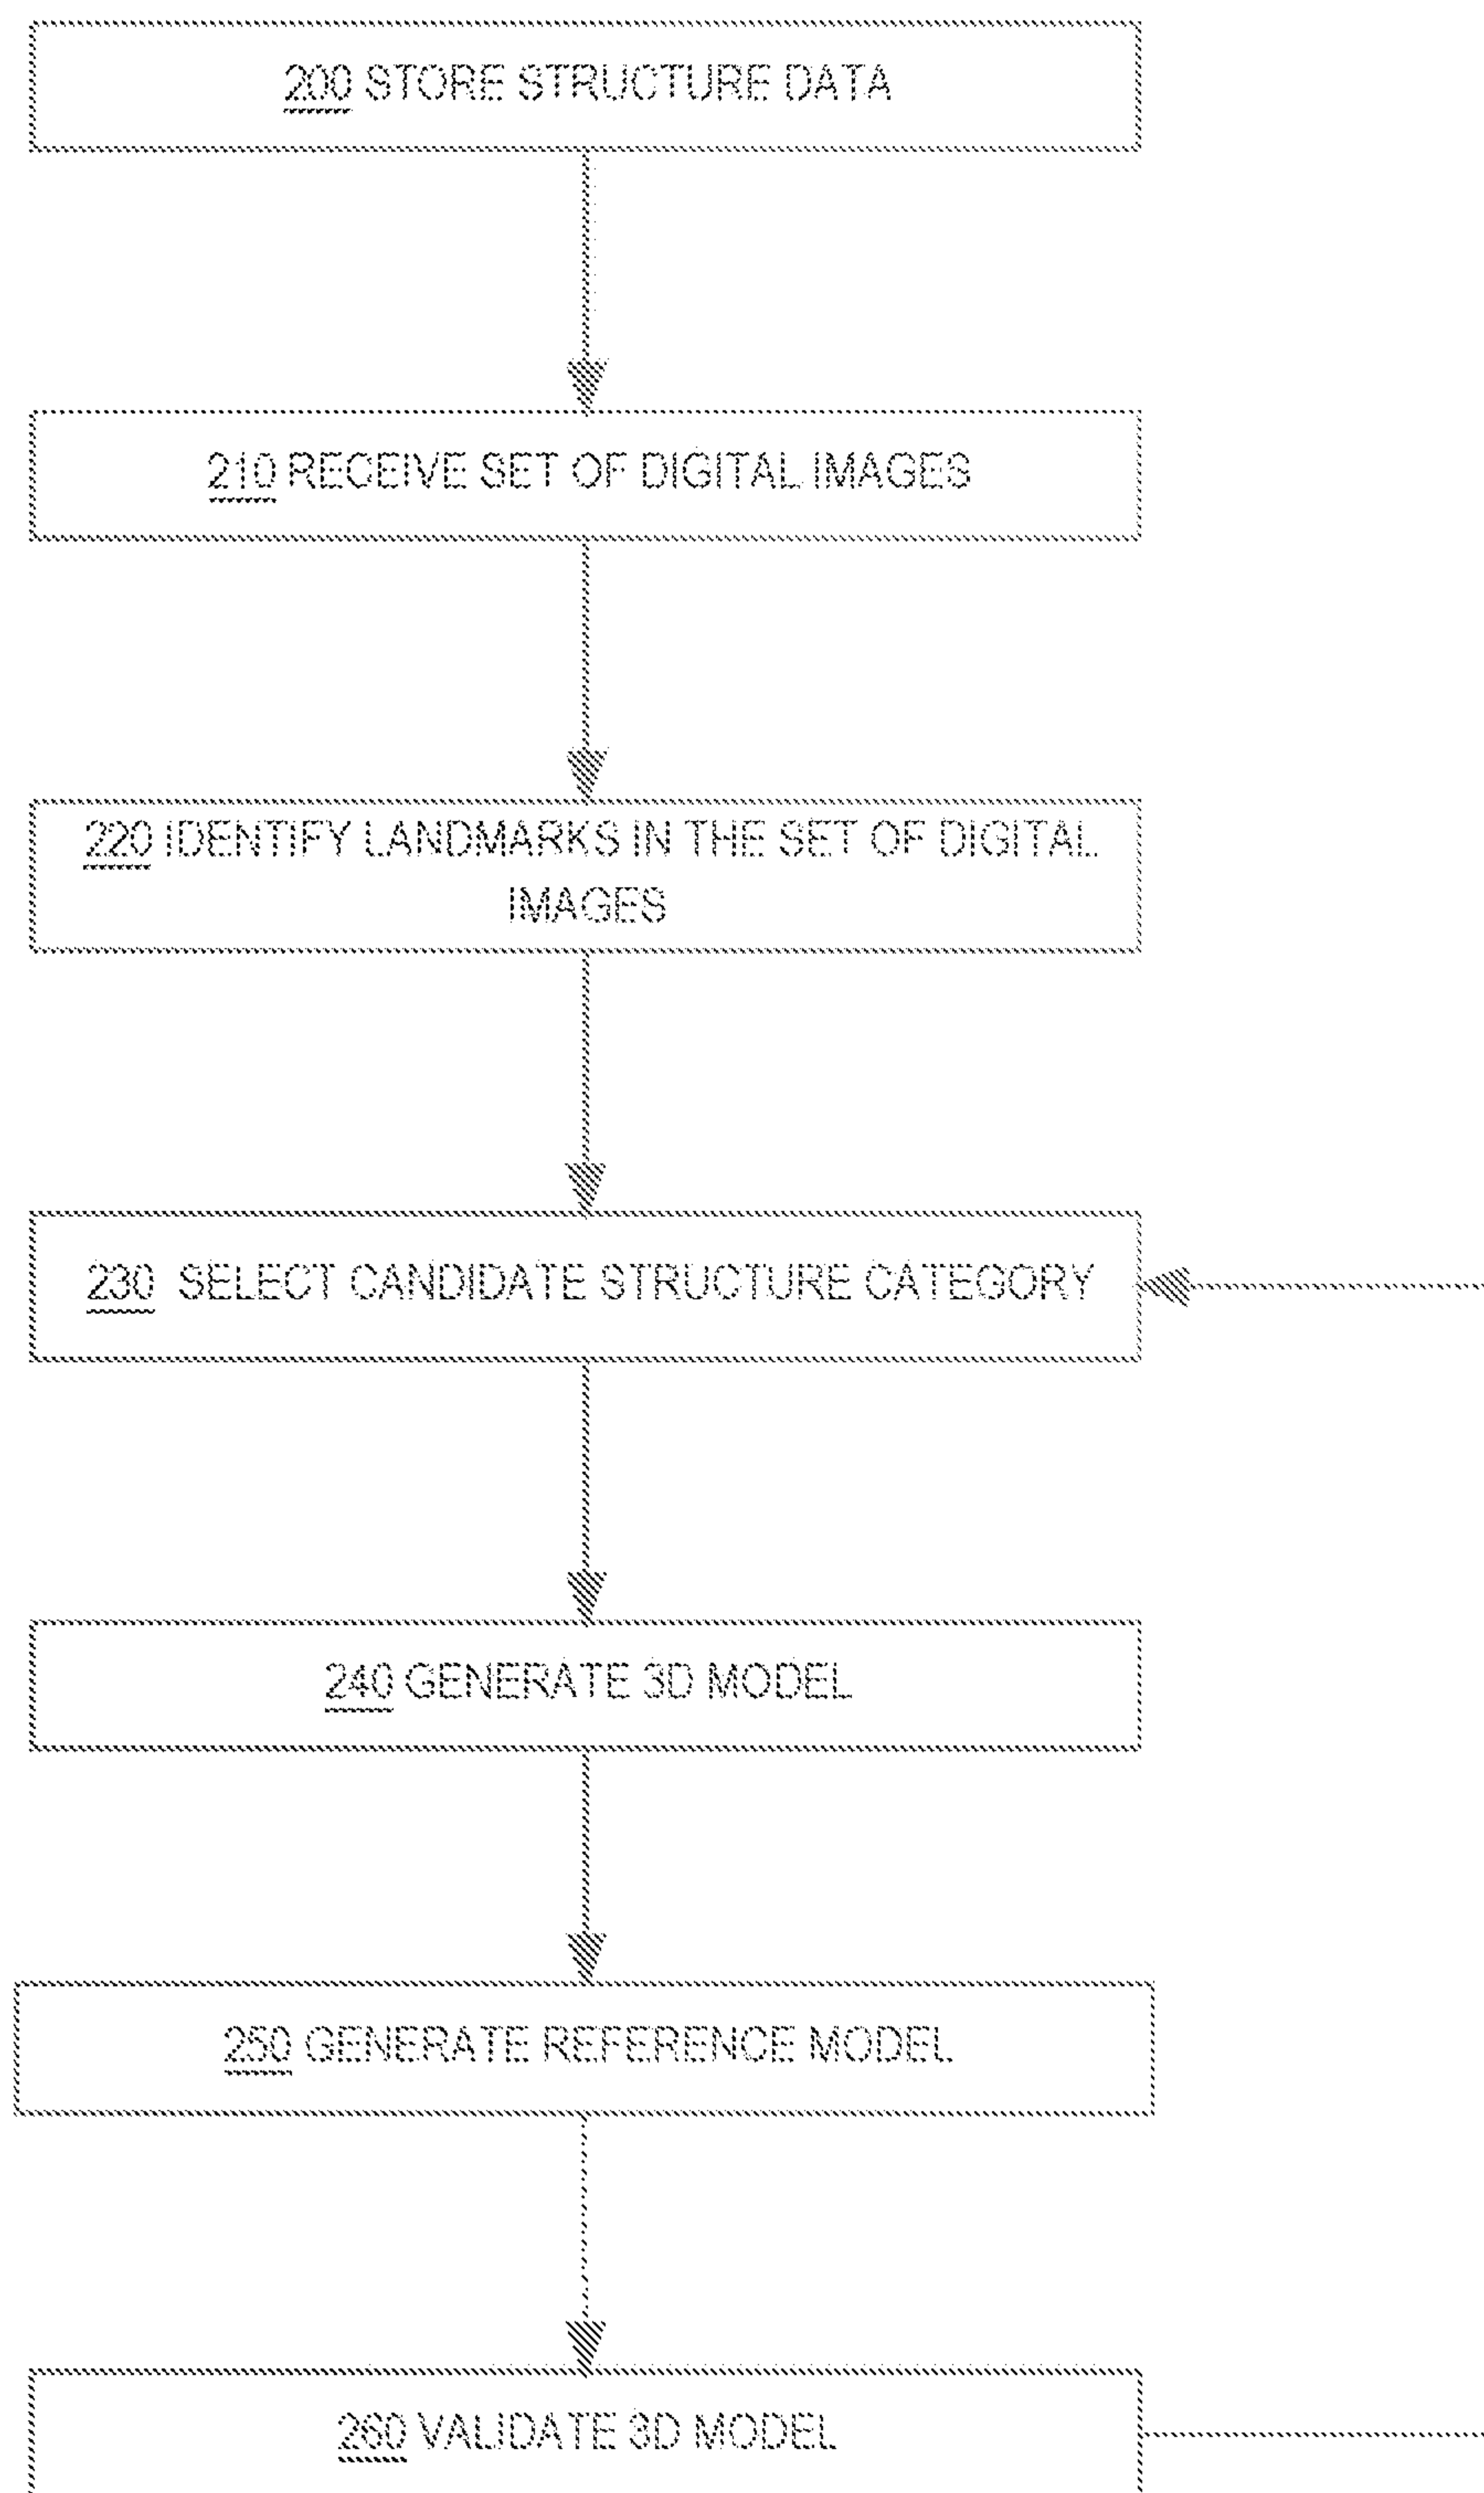 200 STORE STRUCTURE DATA
210 RECEIVE SET OF DIGITAL IMAGES
220 IDENTIFY LANDMARKS IN THE SET OF DIGITAL
IMAGES
230 SELECT CANDIDATE STRUCTURE CATEGORY
240 GENERATE 3D MODEL
250 GENERATE REFERENCE MODEL
260 VALIDATE 3D MODEL